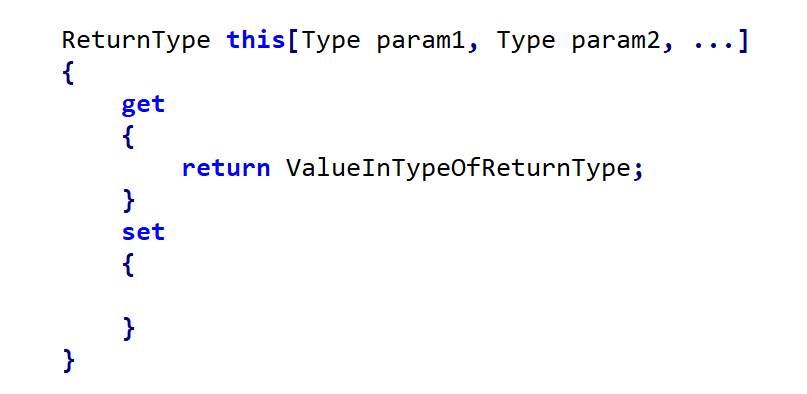 ReturnType this[Type param1, Type param2, ...]
{
    get
    {
        return ValueInTypeOfReturnType;
    }
    set
    {

    }
}